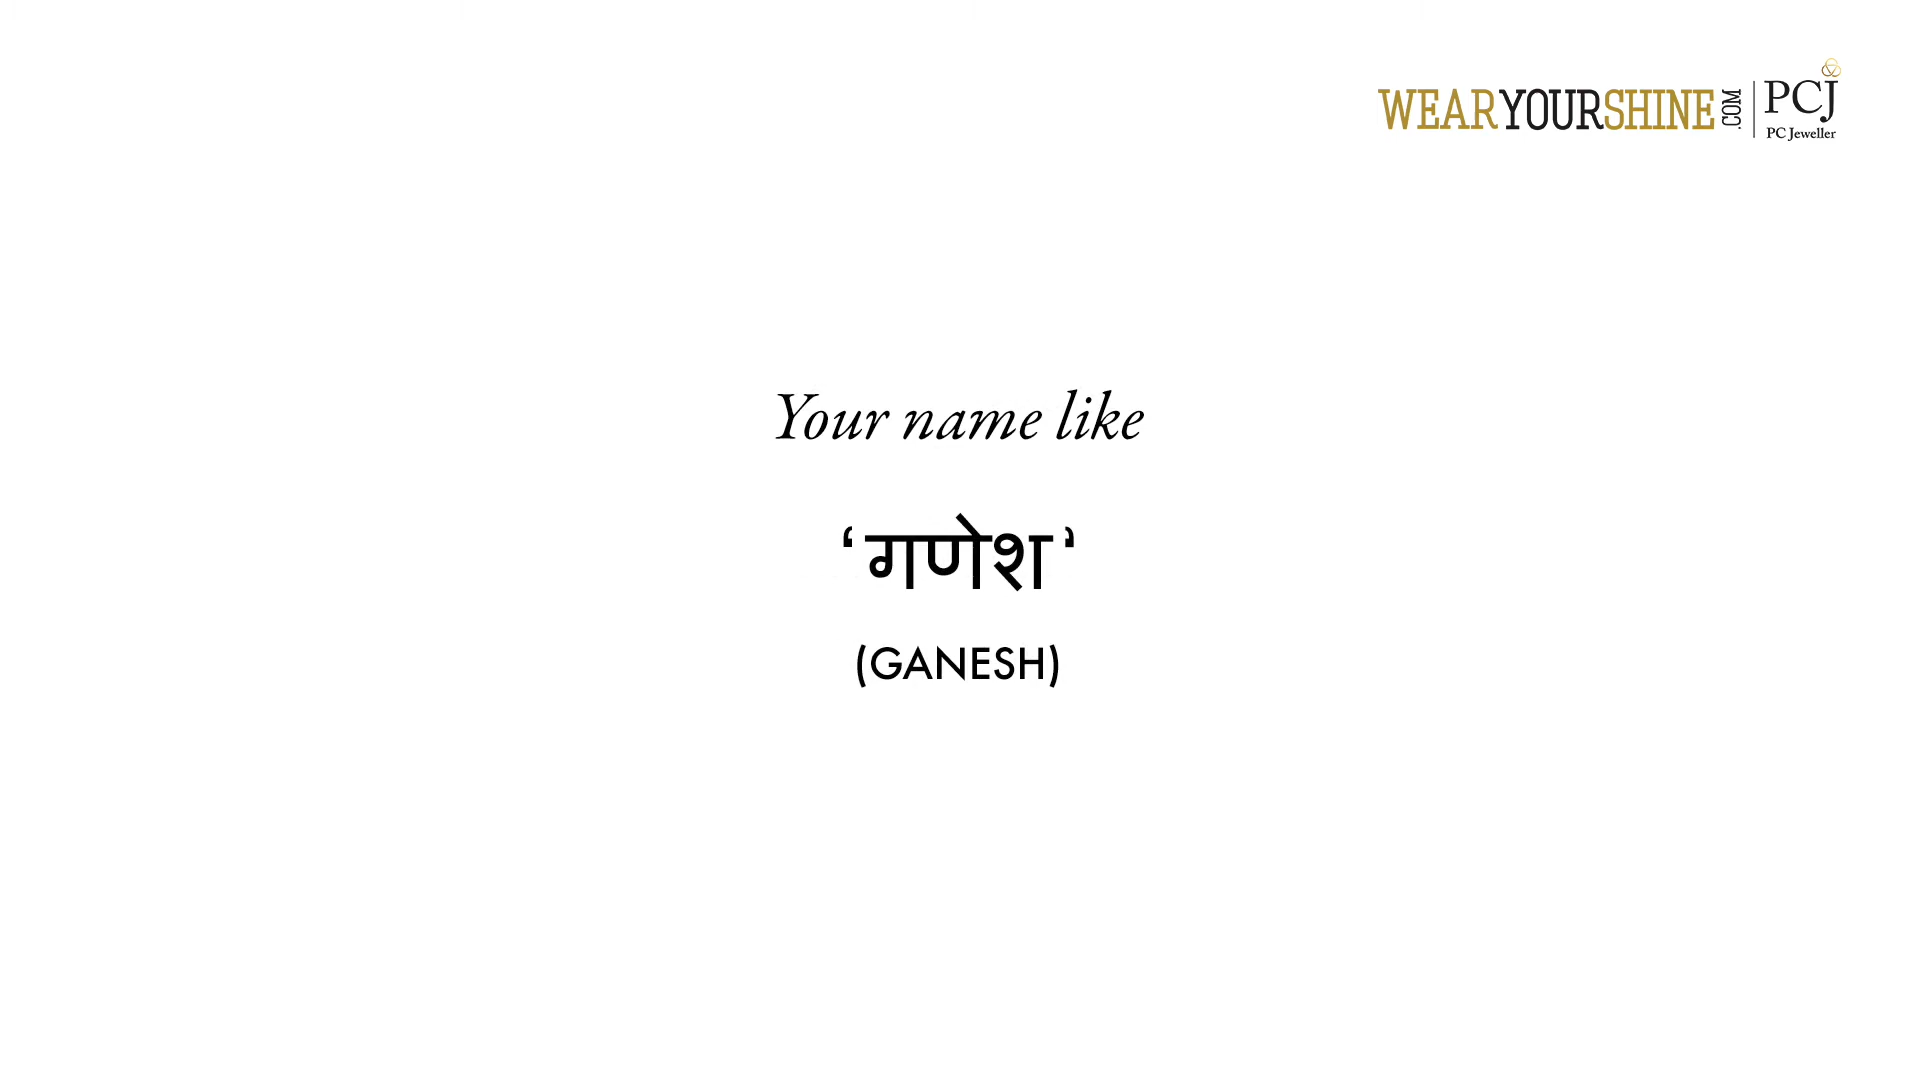 WEARYOURSHINE.COM | PCJ
PC Jeweller
Your name like
‘गणेश’
(GANESH)